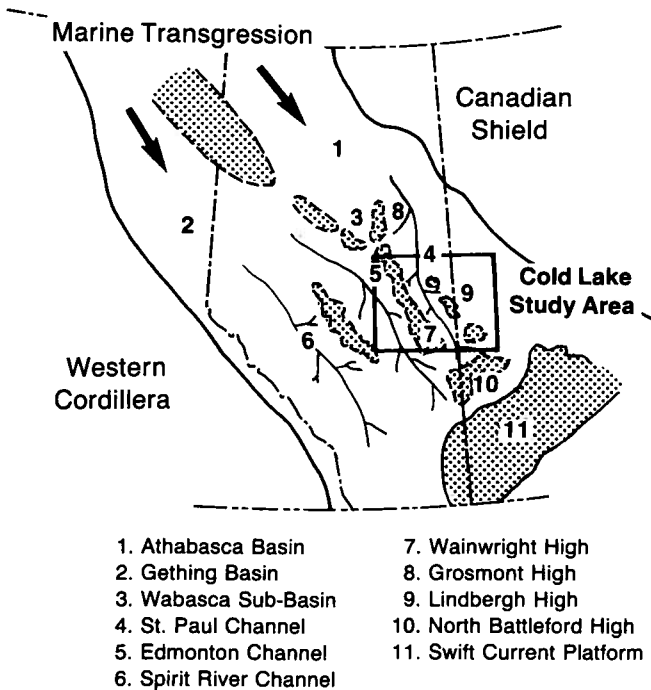 Marine Transgression
Canadian
Shield
1
2
3
8
4
5
9
Cold Lake
Study Area
6
7
Western
Cordillera
10
11
1. Athabasca Basin
2. Gething Basin
3. Wabasca Sub-Basin
4. St. Paul Channel
5. Edmonton Channel
6. Spirit River Channel
7. Wainwright High
8. Grosmont High
9. Lindbergh High
10. North Battleford High
11. Swift Current Platform